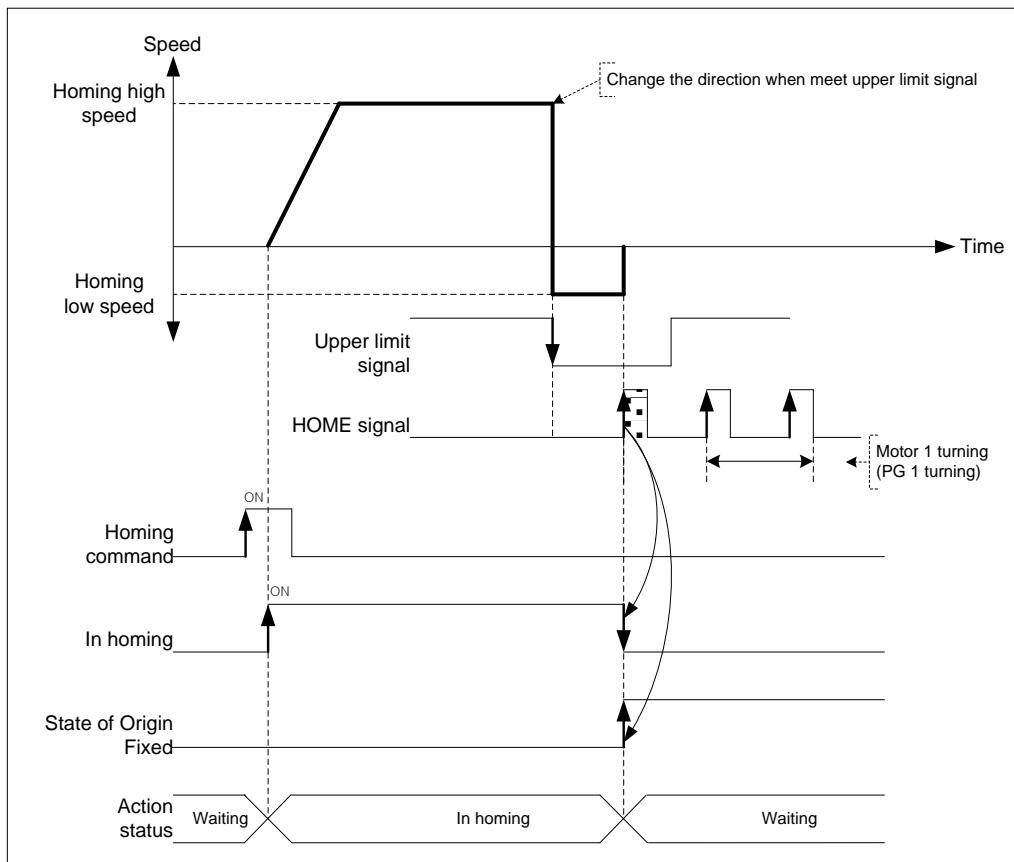 Speed
Homing high
speed
Change the direction when meet upper limit signal
Time
Homing
low speed
Upper limit
signal
HOME signal
Motor 1 turning
(PG 1 turning)
ON
Homing
command
ON
In homing
State of Origin
Fixed
Action
status
Waiting
In homing
Waiting